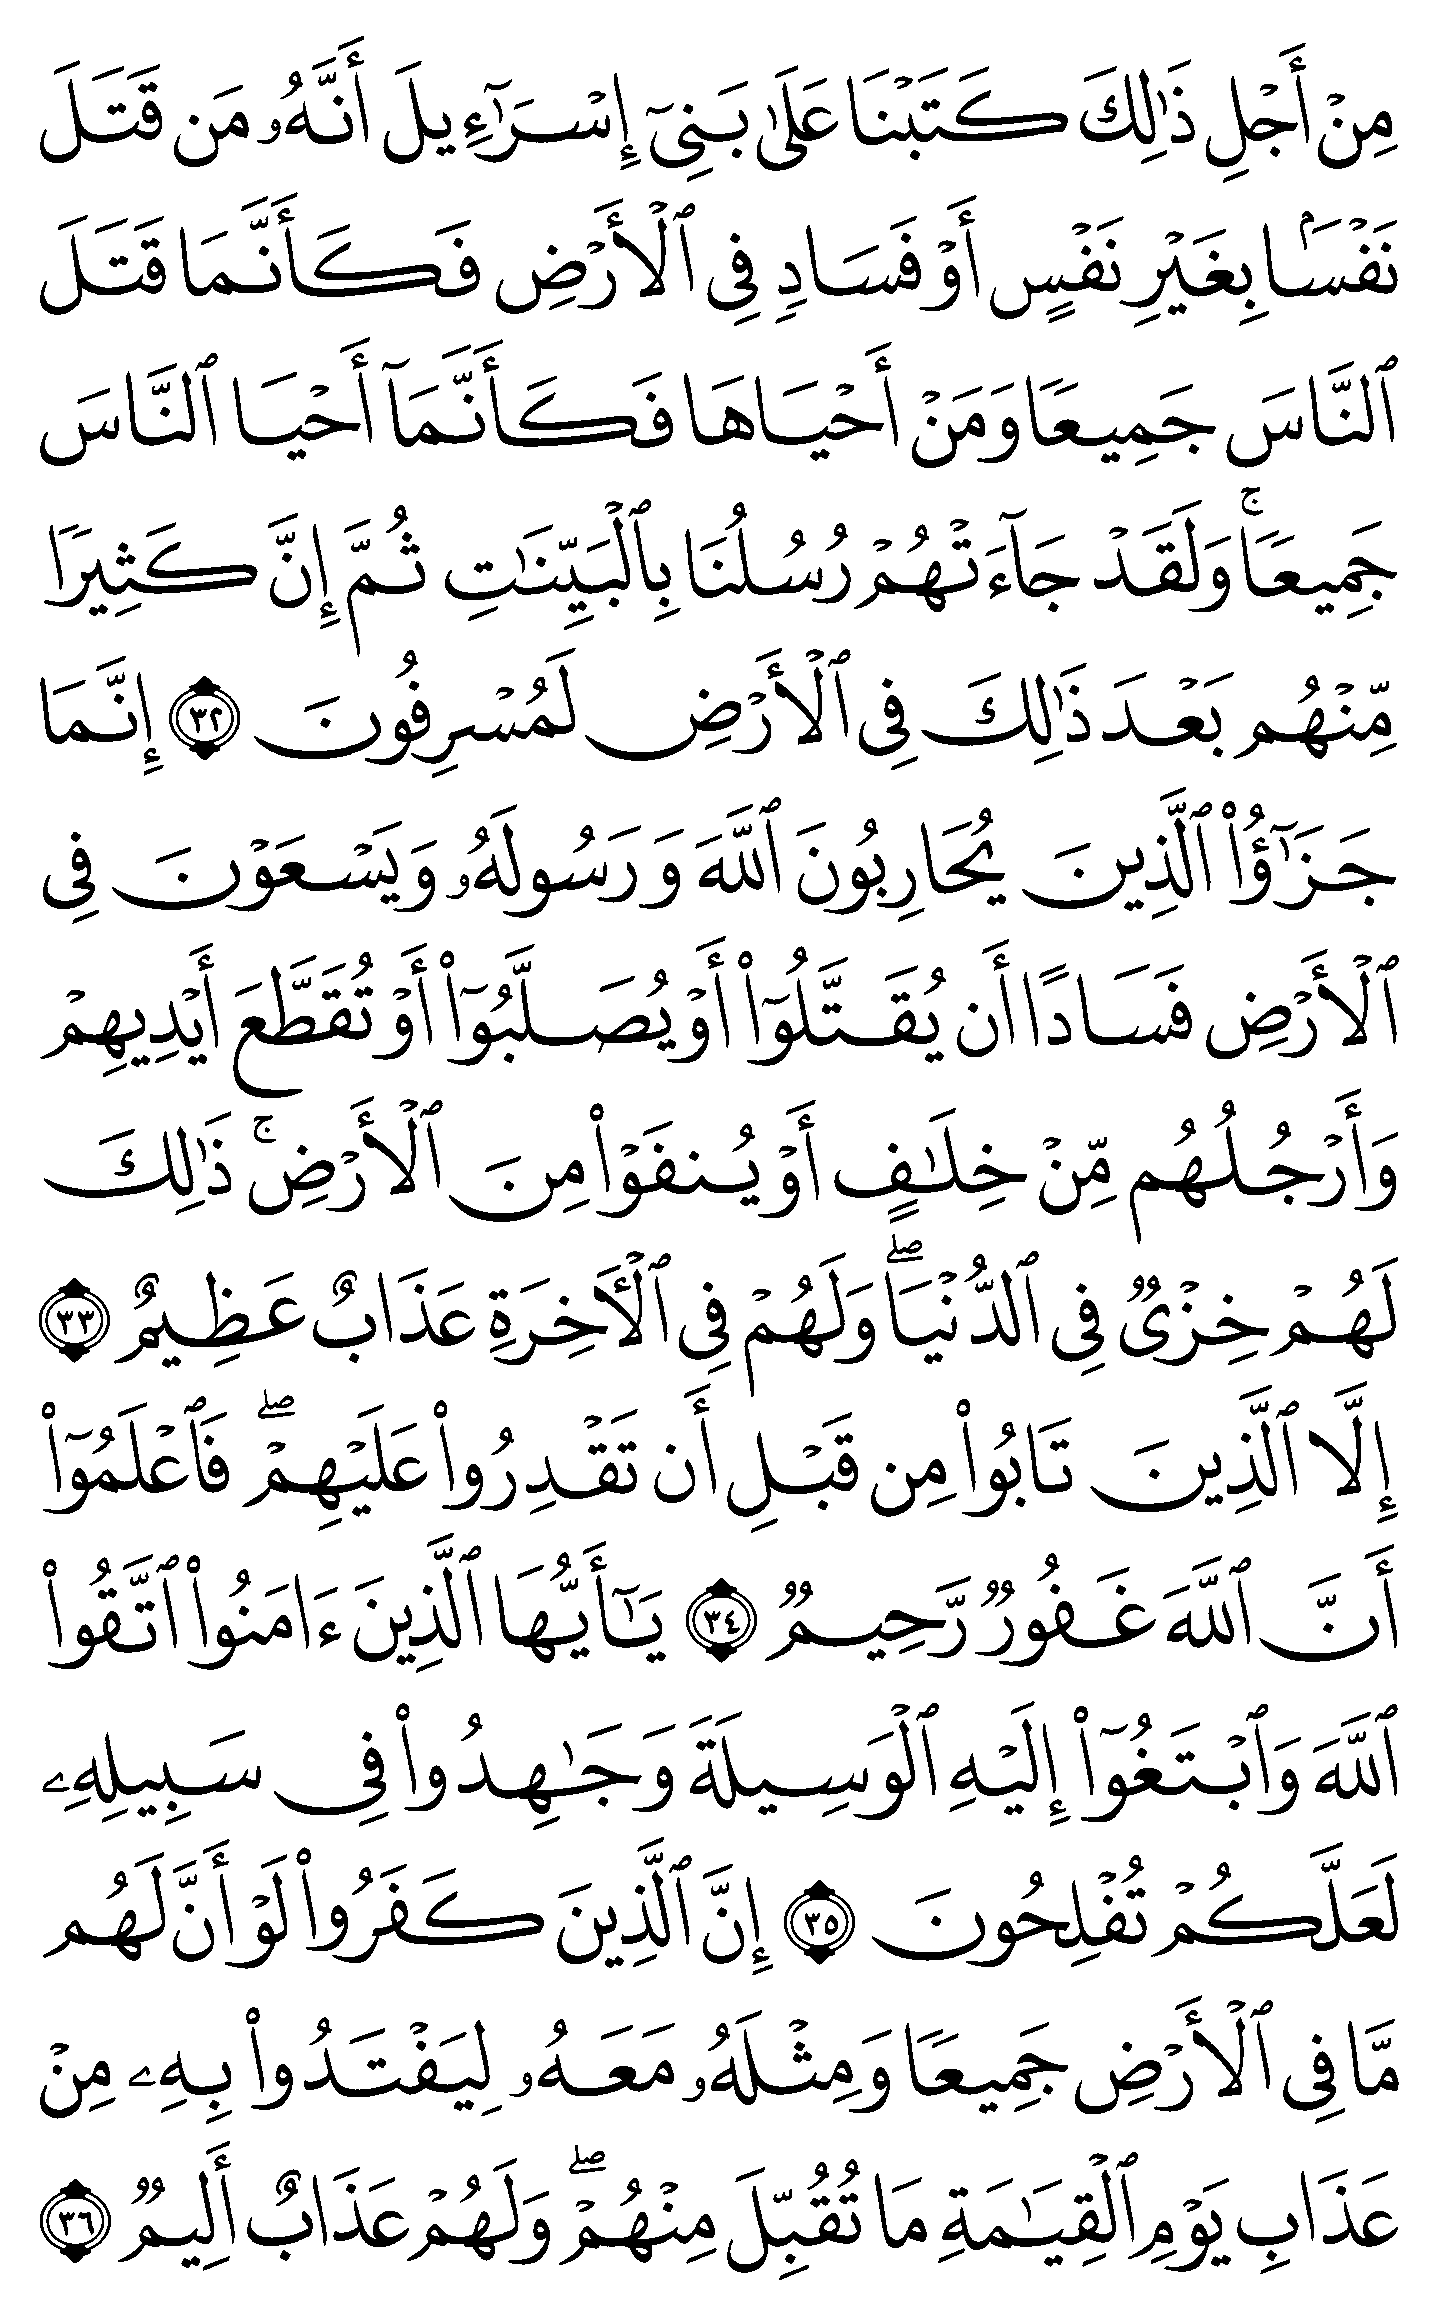 مِنْ أَجْلِ ذَٰلِكَ كَتَبْنَا عَلَىٰ بَنِىٓ إِسْرَٰٓءِيلَ أَنَّهُۥ مَن قَتَلَ
نَفْسًۢا بِغَيْرِ نَفْسٍ أَوْ فَسَادٍ فِى ٱلْأَرْضِ فَكَأَنَّمَا قَتَلَ
ٱلنَّاسَ جَمِيعًا وَمَنْ أَحْيَاهَا فَكَأَنَّمَآ أَحْيَا ٱلنَّاسَ
جَمِيعًا ۚ وَلَقَدْ جَآءَتْهُمْ رُسُلُنَا بِٱلْبَيِّنَٰتِ ثُمَّ إِنَّ كَثِيرًا
مِّنْهُم بَعْدَ ذَٰلِكَ فِى ٱلْأَرْضِ لَمُسْرِفُونَ ٣٢ إِنَّمَا
جَزَٰٓؤُا۟ ٱلَّذِينَ يُحَارِبُونَ ٱللَّهَ وَرَسُولَهُۥ وَيَسْعَوْنَ فِى
ٱلْأَرْضِ فَسَادًا أَن يُقَتَّلُوٓا۟ أَوْ يُصَلَّبُوٓا۟ أَوْ تُقَطَّعَ أَيْدِيهِمْ
وَأَرْجُلُهُم مِّنْ خِلَٰفٍ أَوْ يُنفَوْا۟ مِنَ ٱلْأَرْضِ ۚ ذَٰلِكَ
لَهُمْ خِزْىٌ فِى ٱلدُّنْيَا ۖ وَلَهُمْ فِى ٱلْـَٔاخِرَةِ عَذَابٌ عَظِيمٌ ٣٣
إِلَّا ٱلَّذِينَ تَابُوا۟ مِن قَبْلِ أَن تَقْدِرُوا۟ عَلَيْهِمْ ۖ فَٱعْلَمُوٓا۟
أَنَّ ٱللَّهَ غَفُورٌ رَّحِيمٌ ٣٤ يَٰٓأَيُّهَا ٱلَّذِينَ ءَامَنُوا۟ ٱتَّقُوا۟
ٱللَّهَ وَٱبْتَغُوٓا۟ إِلَيْهِ ٱلْوَسِيلَةَ وَجَٰهِدُوا۟ فِى سَبِيلِهِۦ
لَعَلَّكُمْ تُفْلِحُونَ ٣٥ إِنَّ ٱلَّذِينَ كَفَرُوا۟ لَوْ أَنَّ لَهُم
مَّا فِى ٱلْأَرْضِ جَمِيعًا وَمِثْلَهُۥ مَعَهُۥ لِيَفْتَدُوا۟ بِهِۦ مِنْ
عَذَابِ يَوْمِ ٱلْقِيَٰمَةِ مَا تُقُبِّلَ مِنْهُمْ ۖ وَلَهُمْ عَذَابٌ أَلِيمٌ ٣٦